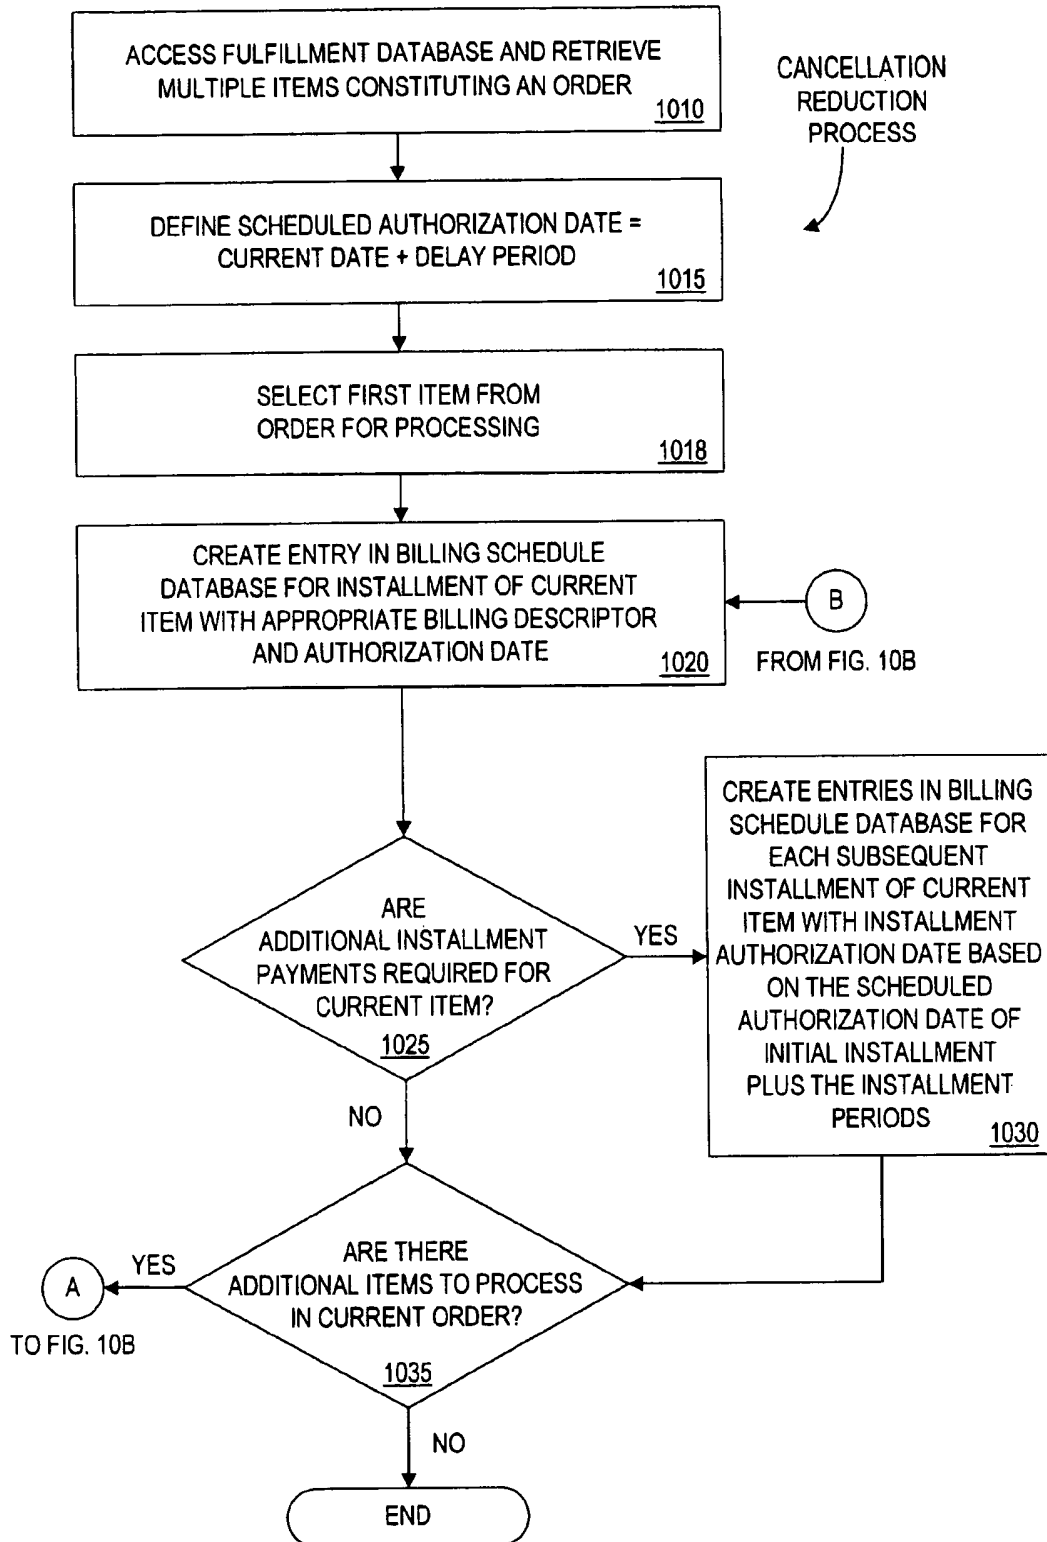 ACCESS FULFILLMENT DATABASE AND RETRIEVE
MULTIPLE ITEMS CONSTITUTING AN ORDER
1010
CANCELLATION
REDUCTION
PROCESS
DEFINE SCHEDULED AUTHORIZATION DATE =
CURRENT DATE + DELAY PERIOD
1015
SELECT FIRST ITEM FROM
ORDER FOR PROCESSING
1018
CREATE ENTRY IN BILLING SCHEDULE
DATABASE FOR INSTALLMENT OF CURRENT
ITEM WITH APPROPRIATE BILLING DESCRIPTOR
AND AUTHORIZATION DATE
1020
B
FROM FIG. 10B
ARE
ADDITIONAL INSTALLMENT
PAYMENTS REQUIRED FOR
CURRENT ITEM?
1025
YES
NO
CREATE ENTRIES IN BILLING
SCHEDULE DATABASE FOR
EACH SUBSEQUENT
INSTALLMENT OF CURRENT
ITEM WITH INSTALLMENT
AUTHORIZATION DATE BASED
ON THE SCHEDULED
AUTHORIZATION DATE OF
INITIAL INSTALLMENT
PLUS THE INSTALLMENT
PERIODS
1030
ARE THERE
ADDITIONAL ITEMS TO PROCESS
IN CURRENT ORDER?
1035
YES
A
TO FIG. 10B
NO
END